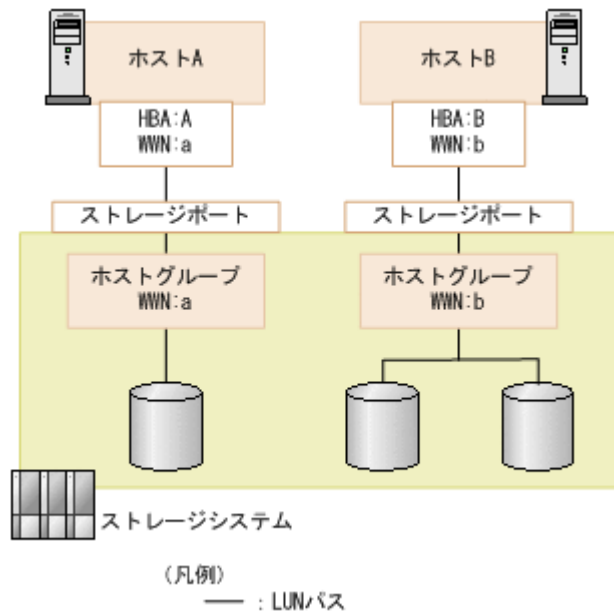 ホストA
ホストB
HBA:A
WWN:a
HBA:B
WWN:b
ストレージポート
ストレージポート
ホストグループ
WWN:a
ホストグループ
WWN:b
ストレージシステム
(凡例)
: LUNパス